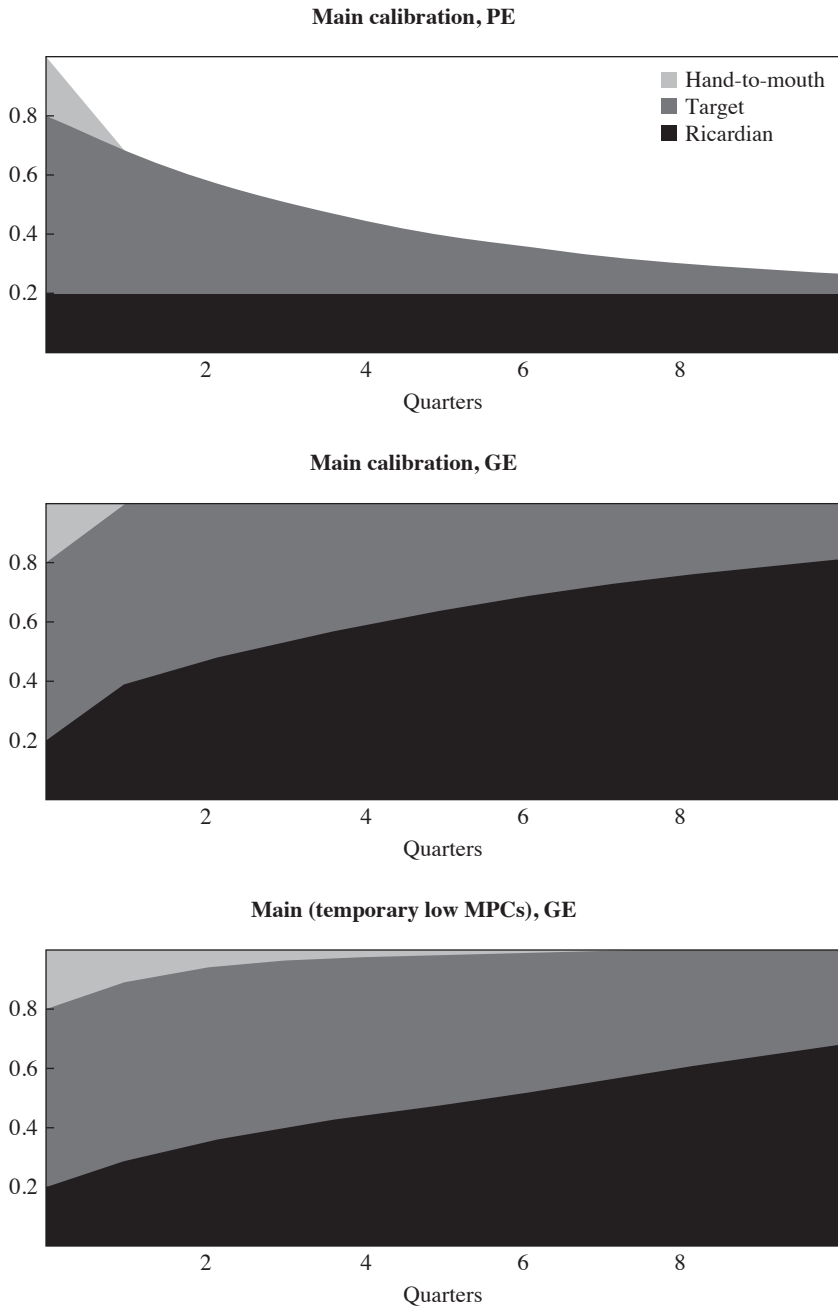 Main calibration, PE
Hand-to-mouth
Target
Ricardian
0.8
0.6
0.4
0.2
2 4 6 8
Quarters
Main calibration, GE
0.8
0.6
0.4
0.2
2 4 6 8
Quarters
Main (temporary low MPCs), GE
0.8
0.6
0.4
0.2
2 4 6 8
Quarters